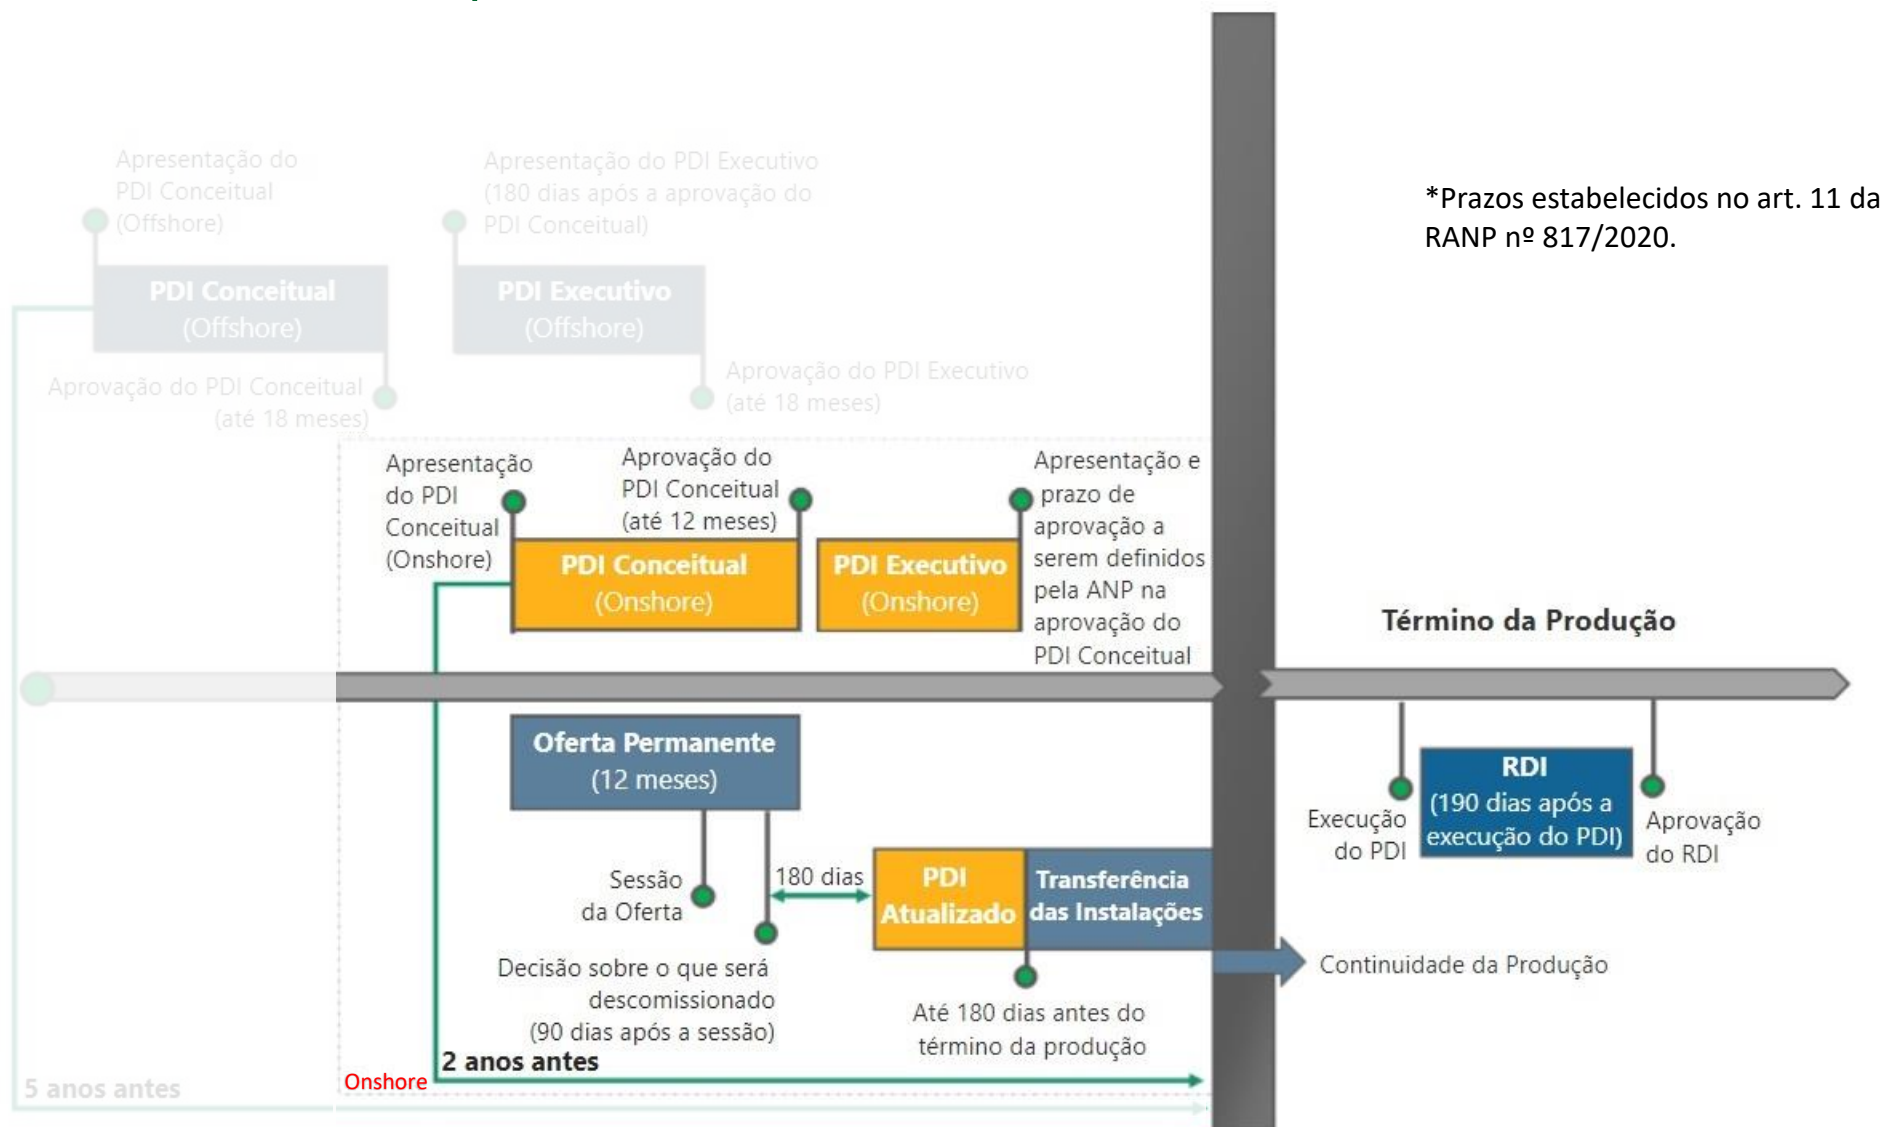 Apresentação do
PDI Conceitual
(Offshore)
Apresentação do PDI Executivo
(180 dias após a aprovação do
PDI Conceitual)
*Prazos estabelecidos no art. 11 da
RANP nº 817/2020.
PDI Conceitual
(Offshore)
PDI Executivo
(Offshore)
Aprovação do PDI Conceitual
(até 18 meses)
Aprovação do PDI Executivo
(até 18 meses)
Apresentação
do PDI
Conceitual
(Onshore)
Aprovação do
PDI Conceitual
(até 12 meses)
Apresentação e
prazo de
aprovação a
serem definidos
pela ANP na
aprovação do
PDI Conceitual
PDI Conceitual
(Onshore)
PDI Executivo
(Onshore)
Término da Produção
Oferta Permanente
(12 meses)
RDI
(190 dias após a
execução do PDI)
Execução
do PDI
Aprovação
do RDI
Sessão
da Oferta
180 dias
PDI
Atualizado
Transferência
das Instalações
Decisão sobre o que será
descomissionado
(90 dias após a sessão)
Até 180 dias antes do
término da produção
Continuidade da Produção
2 anos antes
Onshore
5 anos antes